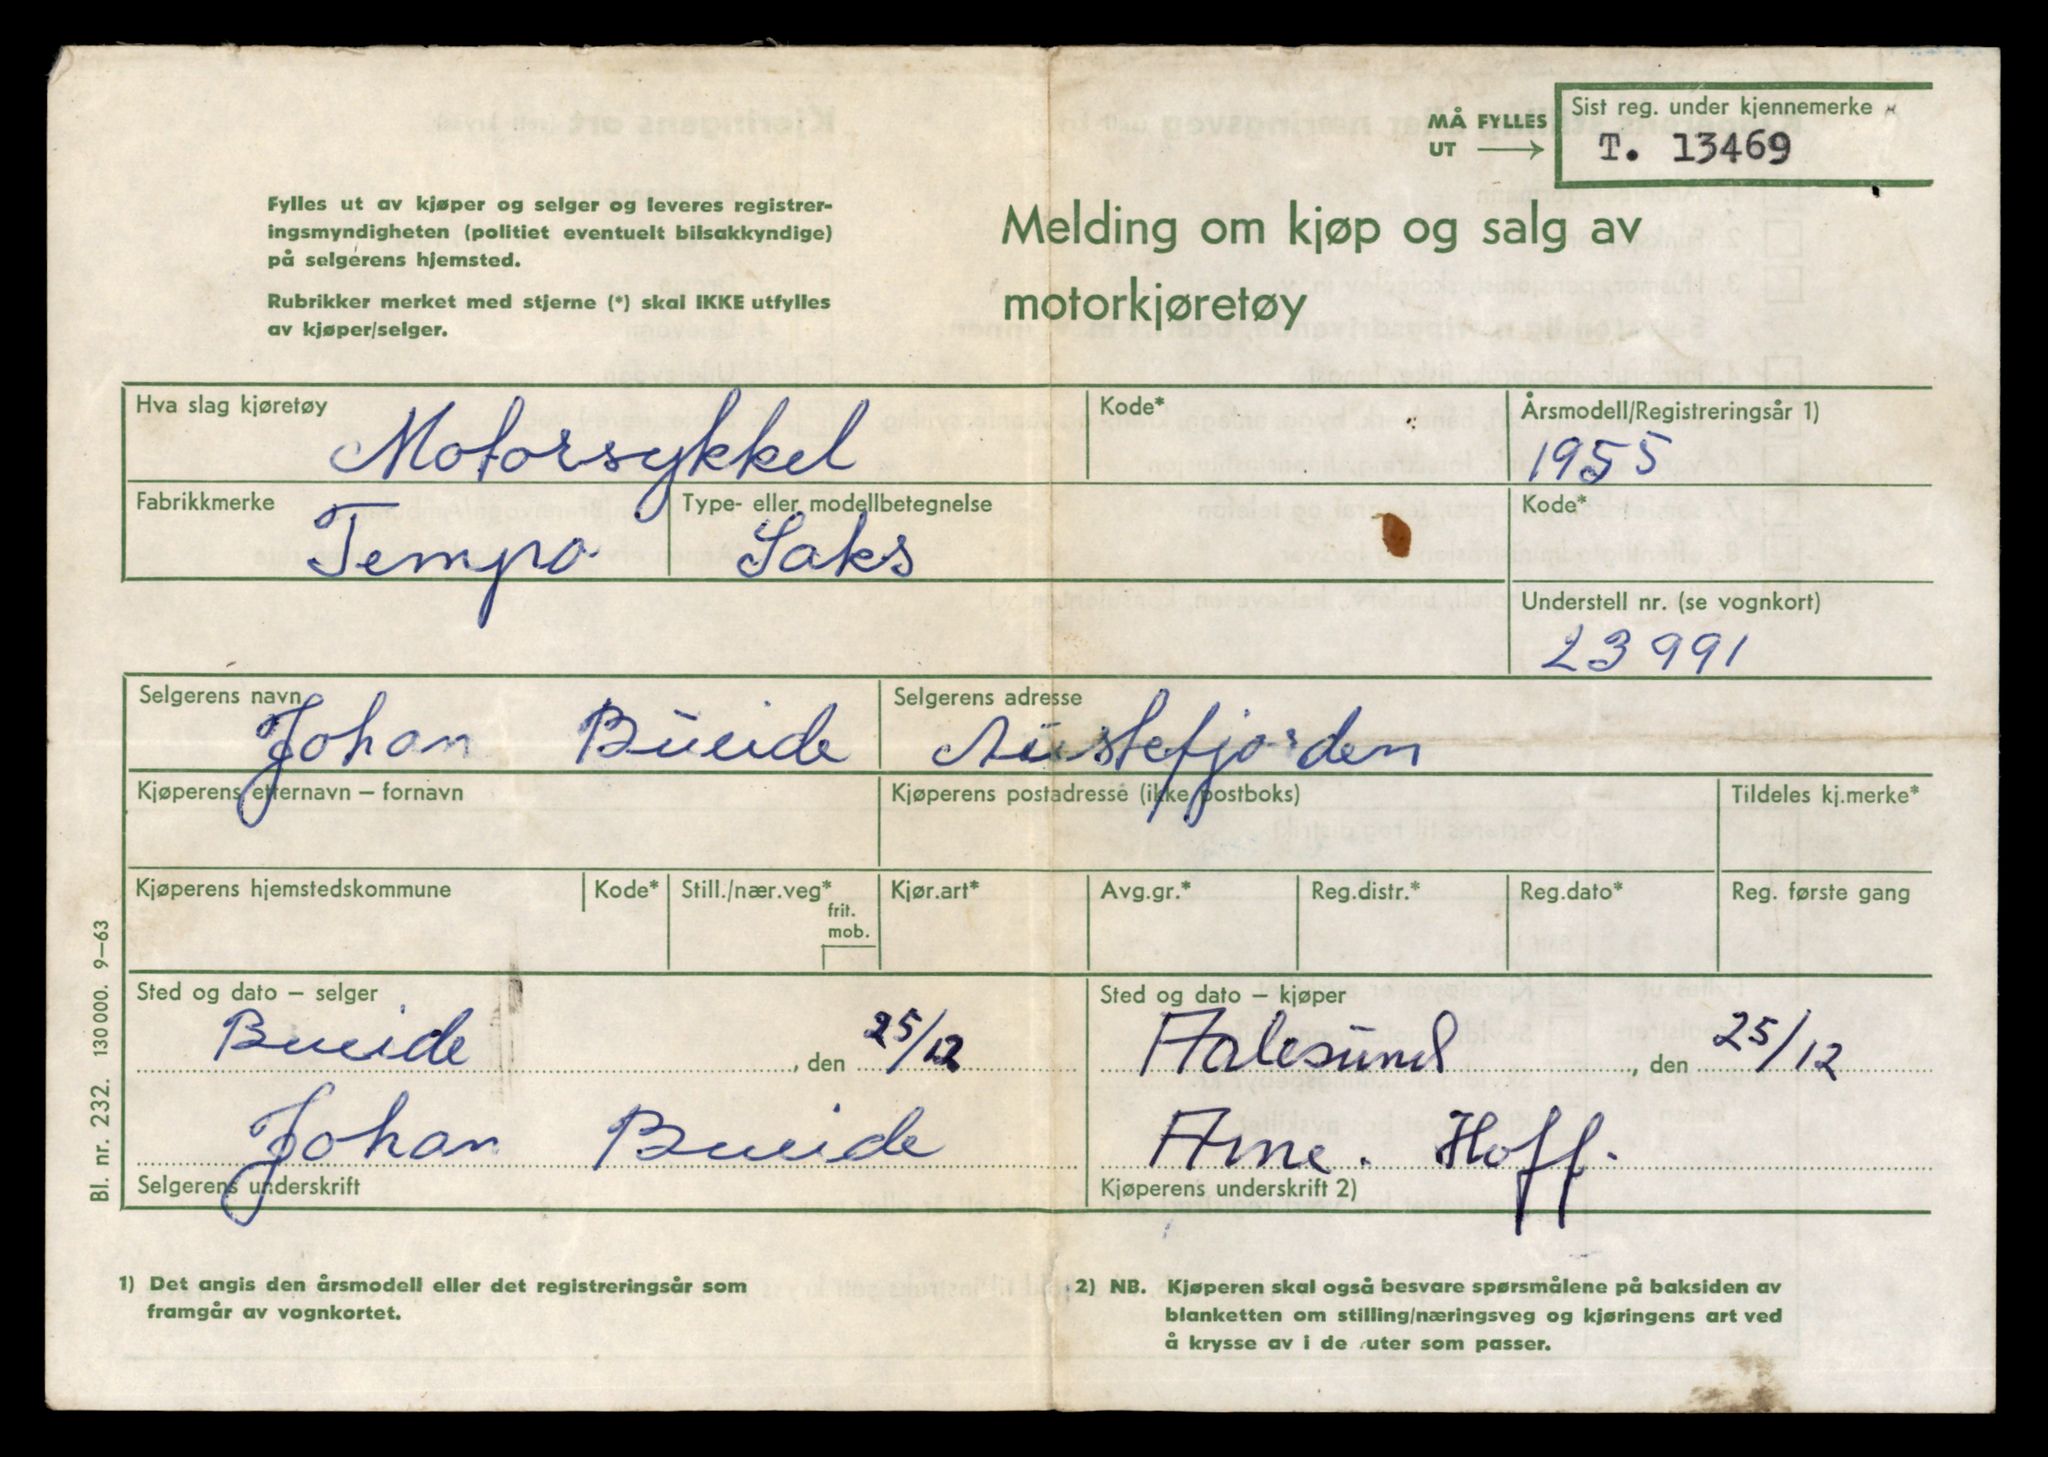 MÅ FYLLES UT
Sist reg. under kjennemerke
T. 13469
Fylles ut av kjøper og selger og leveres registrer-
ingsmyndigheten (politiet eventuelt bilsakkyndige)
på selgerens hjemsted.
Rubrikker merket med stjerne (*) skal IKKE utfylles
av kjøper/selger.
Melding om kjøp og salg av
motorkjøretøy
Hva slag kjøretøy
Motorsykkel
Kode*
Årsmodell/Registreringsår 1)
1955
Fabrikkmerke
Tempo
Type- eller modellbetegnelse
Saks
Kode*
Understell nr. (se vognkort)
23991
Selgerens navn
Johan Bueide
Selgerens adresse
Austefjorden
Kjøperens etternavn – fornavn
Kjøperens postadresse (ikke postboks)
Tildeles kj.merke*
Kjøperens hjemstedskommune
Kode*
Still./nær.veg*
frit.
mob.
Kjør.art*
Avg.gr.*
Reg.distr.*
Reg.dato*
Reg. første gang
Sted og dato – selger
Bueide, den 25/12
Sted og dato – kjøper
Aalesund, den 25/12
Johan Bueide
Selgerens underskrift
Arne. Hoff.
Kjøperens underskrift 2)
Bl. nr. 232. 130 000. 9–63
1) Det angis den årsmodell eller det registreringsår som
framgår av vognkortet.
2) NB. Kjøperen skal også besvare spørsmålene på baksiden av
blanketten om stilling/næringsveg og kjøringens art ved
å krysse av i de ruter som passer.